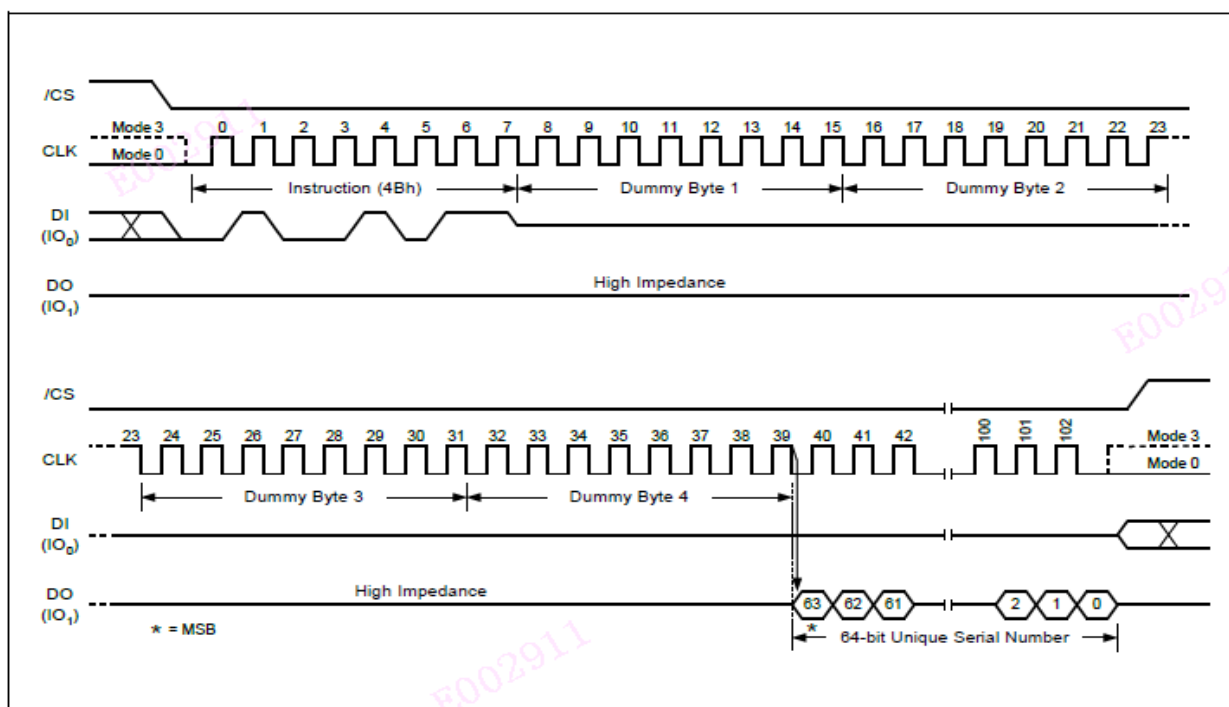 /CS
Mode 3
0 1 2 3 4 5 6 7 8 9 10 11 12 13 14 15 16 17 18 19 20 21 22 23
CLK
Mode 0
Instruction (4Bh)
Dummy Byte 1
Dummy Byte 2
DI
(IO0)
DO
(IO1)
High Impedance
/CS
23 24 25 26 27 28 29 30 31 32 33 34 35 36 37 38 39 40 41 42 100 101 102
Mode 3
CLK
Mode 0
Dummy Byte 3
Dummy Byte 4
DI
(IO0)
DO
(IO1)
High Impedance
63 62 61 2 1 0
* = MSB
*
64-bit Unique Serial Number
E002911
E002911
E002911